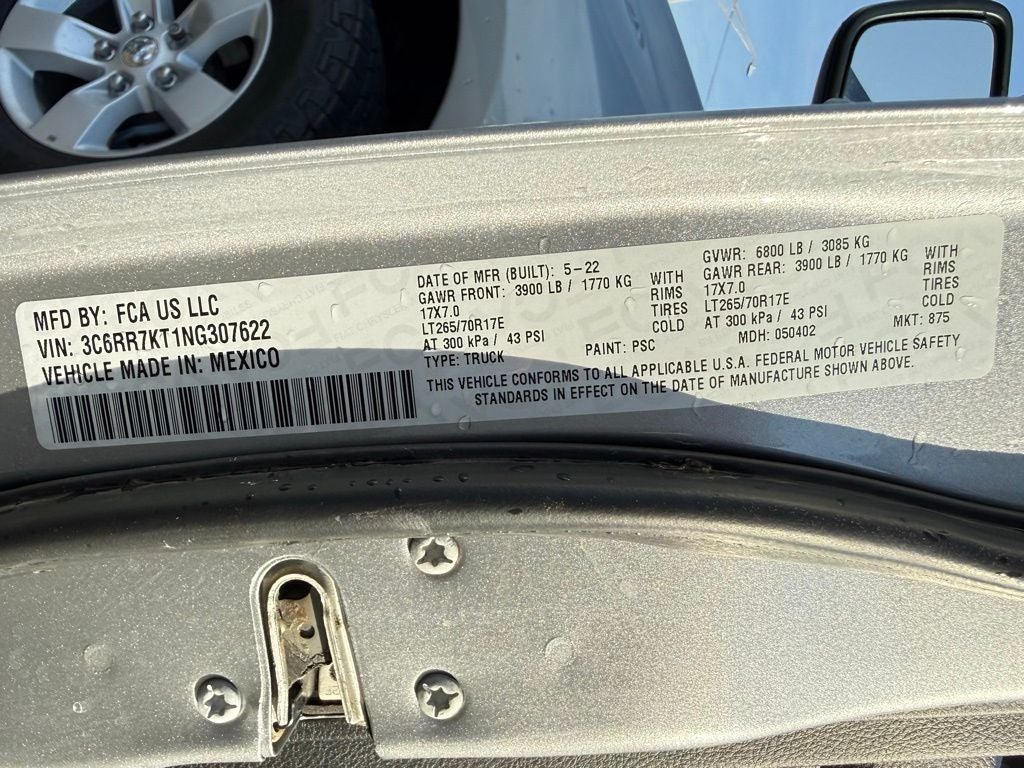 MFD BY: FCA US LLC
VIN: 3C6RR7KT1NG307622
VEHICLE MADE IN: MEXICO
DATE OF MFR (BUILT): 5-22
GAWR FRONT: 3900 LB / 1770 KG WITH
17X7.0 RIMS
LT265/70R17E TIRES
AT 300 kPa / 43 PSI COLD
TYPE: TRUCK
PAINT: PSC
GVWR: 6800 LB / 3085 KG
GAWR REAR: 3900 LB / 1770 KG WITH
17X7.0 RIMS
LT265/70R17E TIRES
AT 300 kPa / 43 PSI COLD
MDH: 050402 MKT: 875
THIS VEHICLE CONFORMS TO ALL APPLICABLE U.S.A. FEDERAL MOTOR VEHICLE SAFETY
STANDARDS IN EFFECT ON THE DATE OF MANUFACTURE SHOWN ABOVE.